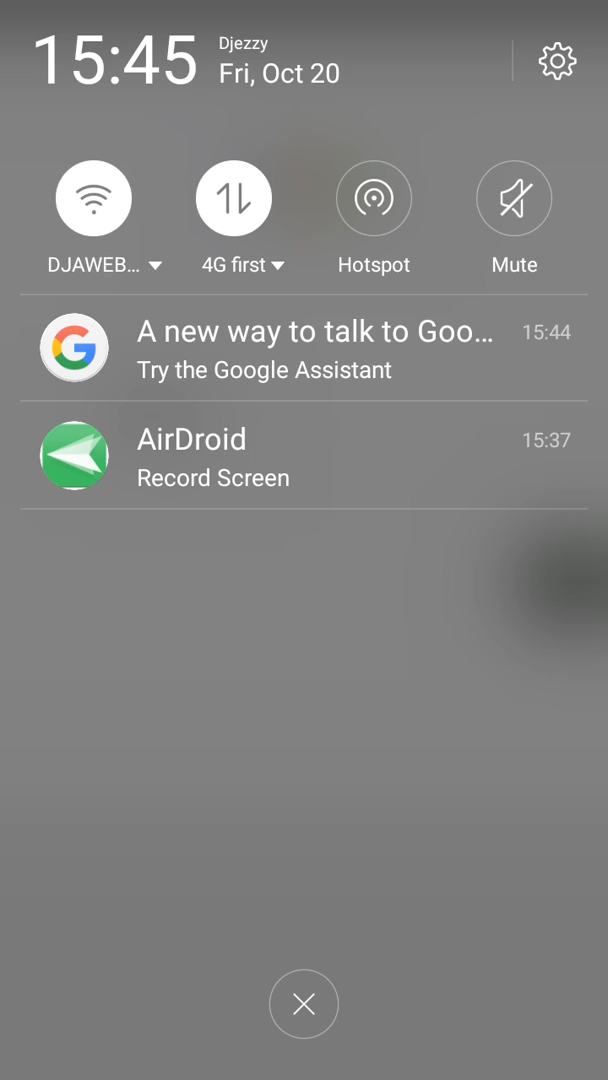 15:45
Djezzy
Fri, Oct 20
DJAWEB...
4G first
Hotspot
Mute
A new way to talk to Goo... 15:44
Try the Google Assistant
AirDroid 15:37
Record Screen